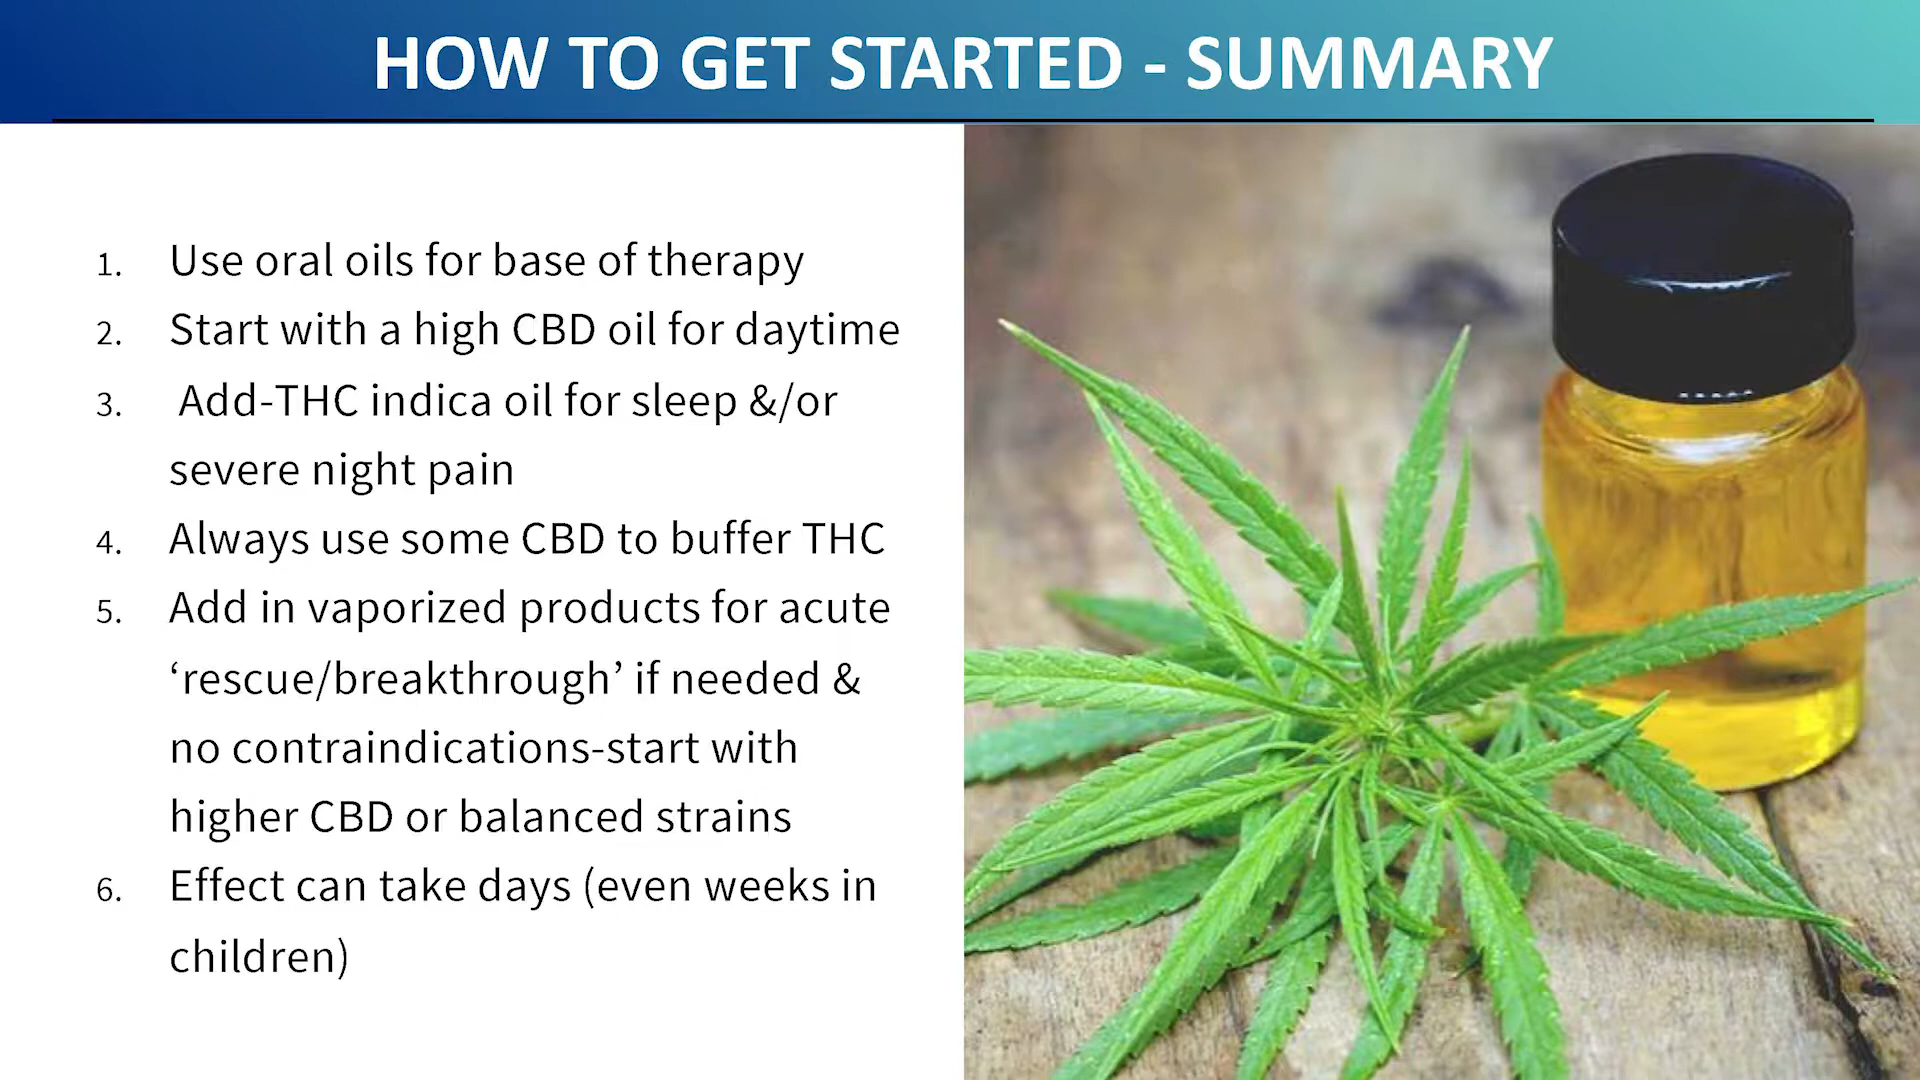 HOW TO GET STARTED - SUMMARY
1. Use oral oils for base of therapy
2. Start with a high CBD oil for daytime
3. Add-THC indica oil for sleep &/or
severe night pain
4. Always use some CBD to buffer THC
5. Add in vaporized products for acute
‘rescue/breakthrough’ if needed &
no contraindications-start with
higher CBD or balanced strains
6. Effect can take days (even weeks in
children)